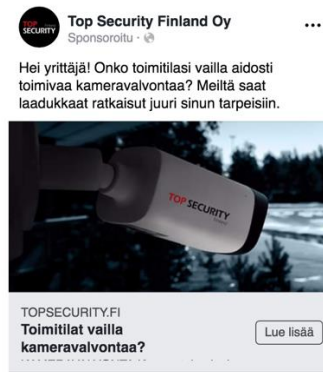 TOP
SECURITY
Top Security Finland Oy
Sponsoroitu ·
Hei yrittäjä! Onko toimitilasi vailla aidosti
toimivaa kameravalvontaa? Meiltä saat
laadukkaat ratkaisut juuri sinun tarpeisiin.
TOP SECURITY
TOPSECURITY.FI
Toimitilat vailla
kameravalvontaa?
Lue lisää